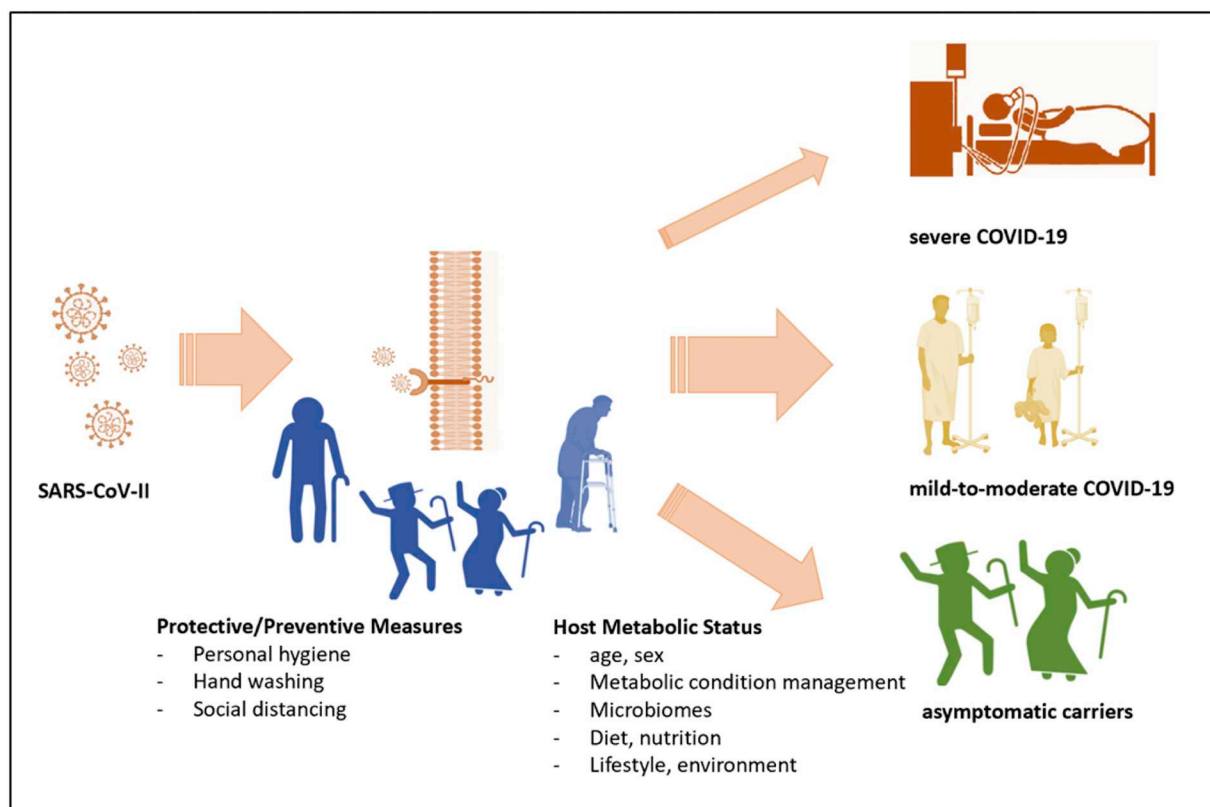 severe COVID-19
SARS-CoV-II
mild-to-moderate COVID-19
Protective/Preventive Measures
- Personal hygiene
- Hand washing
- Social distancing
Host Metabolic Status
- age, sex
- Metabolic condition management
- Microbiomes
- Diet, nutrition
- Lifestyle, environment
asymptomatic carriers